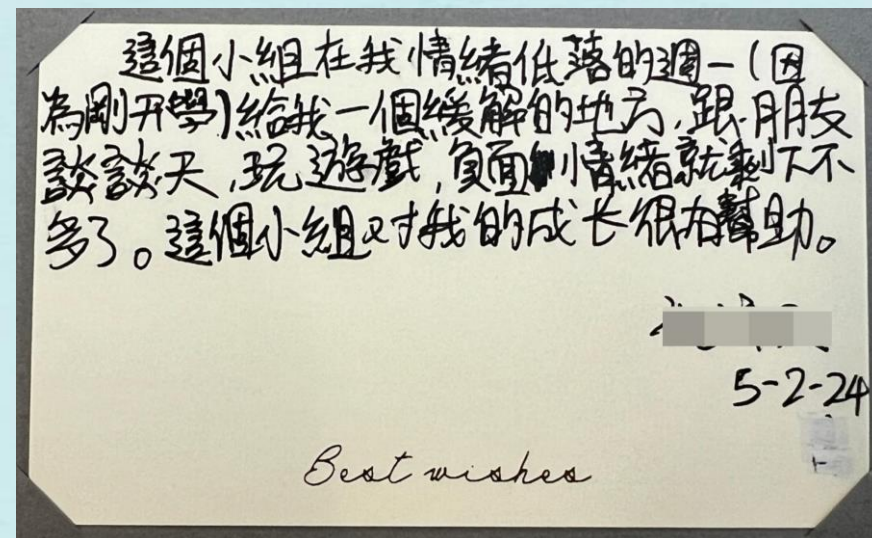 這個小組在我情緒低落的週一(因
為剛开學)給我一個緩解的地方,跟朋友
談談天,玩遊戲,負面情緒就剩下不
多了。這個小組对我的成长很有幫助。
5-2-24
Best wishes